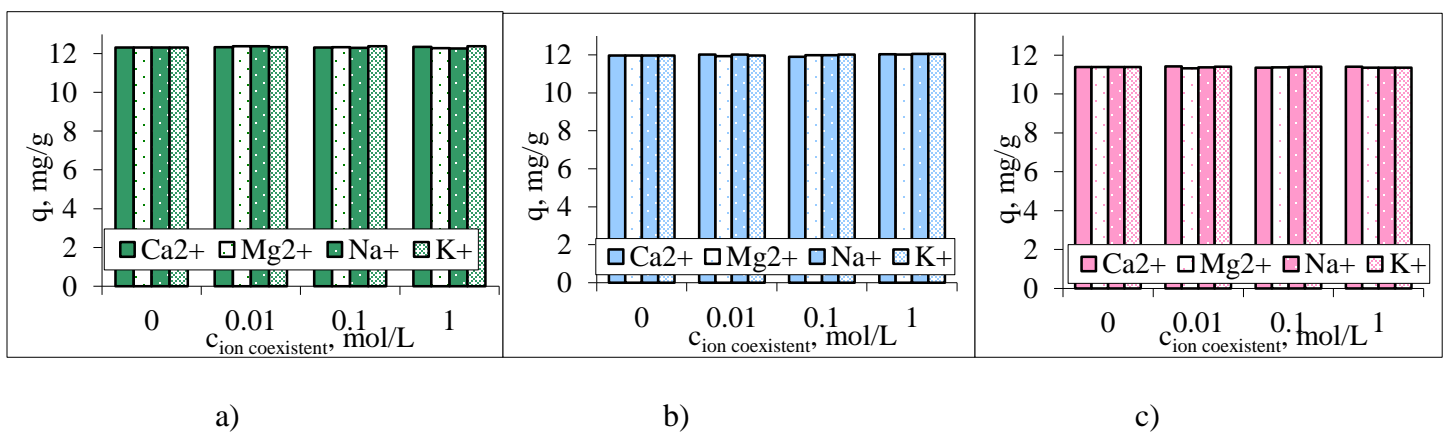 12
10
8
6
4
2
0
q, mg/g
Ca2+ Mg2+ Na+ K+
0 0.01 0.1 1
c ion coexistent, mol/L
12
10
8
6
4
2
0
q, mg/g
Ca2+ Mg2+ Na+ K+
0 0.01 0.1 1
c ion coexistent, mol/L
12
10
8
6
4
2
0
q, mg/g
Ca2+ Mg2+ Na+ K+
0 0.01 0.1 1
c ion coexistent, mol/L
a) b) c)